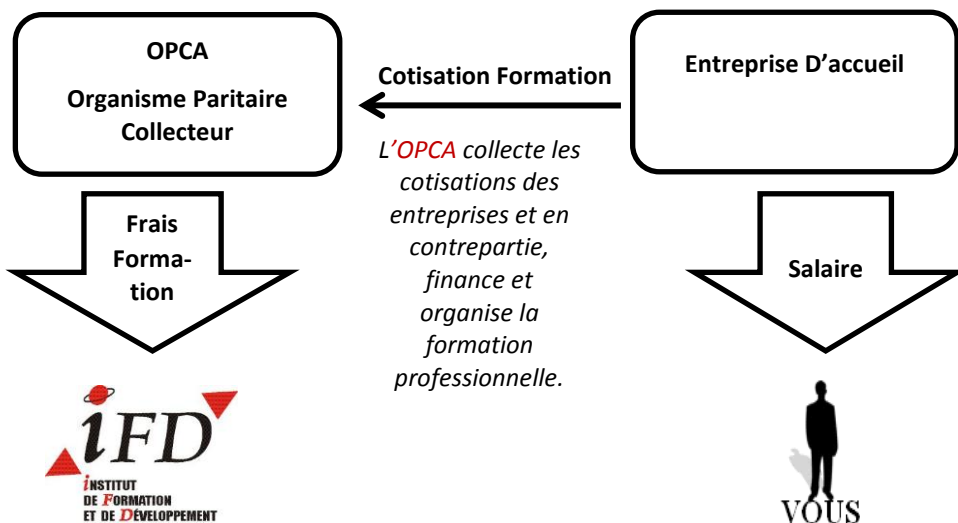 OPCA
Organisme Paritaire
Collecteur
Cotisation Formation
Entreprise D'accueil
L'OPCA collecte les
cotisations des
entreprises et en
contrepartie,
finance et
organise la
formation
professionnelle.
Frais
Forma-
tion
Salaire
iFD
INSTITUT
DE FORMATION
ET DE DÉVELOPPEMENT
VOUS